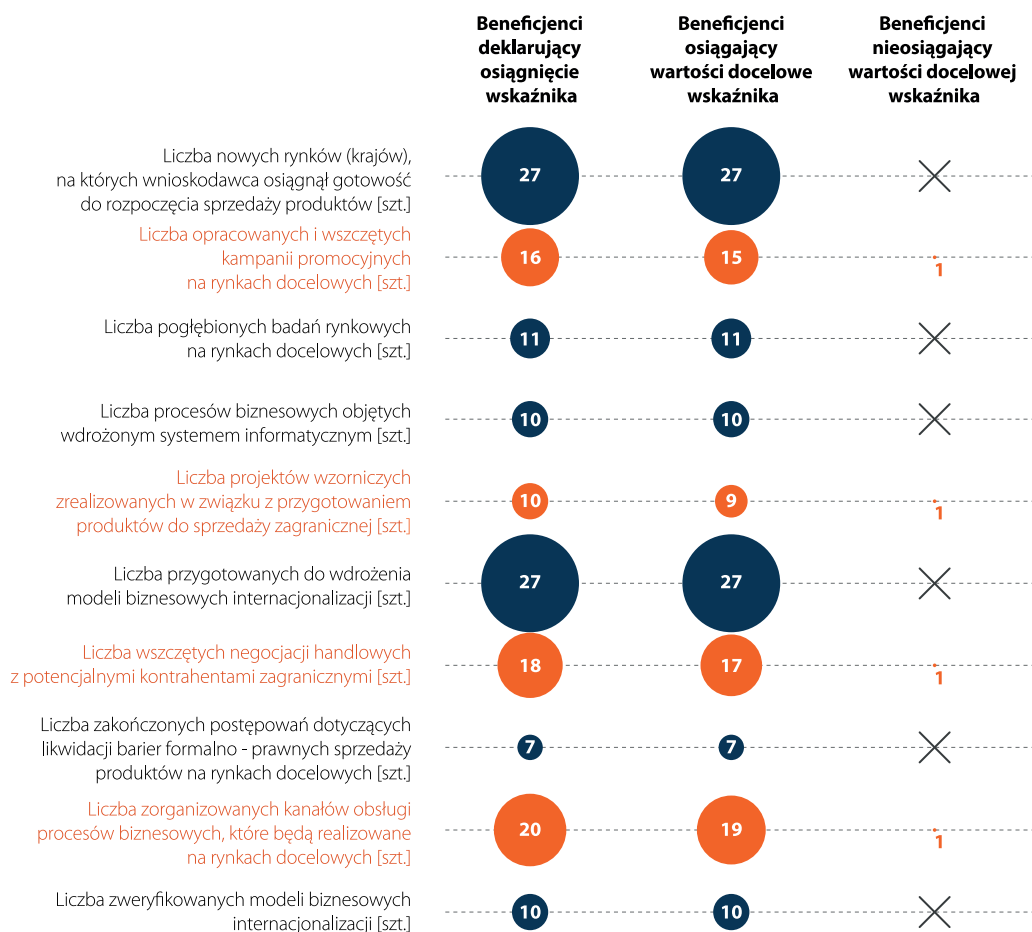 Beneficjenci
deklarujący
osiągnięcie
wskaźnika
Beneficjenci
osiągający
wartości docelowe
wskaźnika
Beneficjenci
nieosiągający
wartości docelowej
wskaźnika
Liczba nowych rynków (krajów),
na których wnioskodawca osiągnął gotowość
do rozpoczęcia sprzedaży produktów [szt.]
27
27
Liczba opracowanych i wszczętych
kampanii promocyjnych
na rynkach docelowych [szt.]
16
15
1
Liczba pogłębionych badań rynkowych
na rynkach docelowych [szt.]
11
11
Liczba procesów biznesowych objętych
wdrożonym systemem informatycznym [szt.]
10
10
Liczba projektów wzorniczych
zrealizowanych w związku z przygotowaniem
produktów do sprzedaży zagranicznej [szt.]
10
9
1
Liczba przygotowanych do wdrożenia
modeli biznesowych internacjonalizacji [szt.]
27
27
Liczba wszczętych negocjacji handlowych
z potencjalnymi kontrahentami zagranicznymi [szt.]
18
17
1
Liczba zakończonych postępowań dotyczących
likwidacji barier formalno - prawnych sprzedaży
produktów na rynkach docelowych [szt.]
7
7
Liczba zorganizowanych kanałów obsługi
procesów biznesowych, które będą realizowane
na rynkach docelowych [szt.]
20
19
1
Liczba zweryfikowanych modeli biznesowych
internacjonalizacji [szt.]
10
10